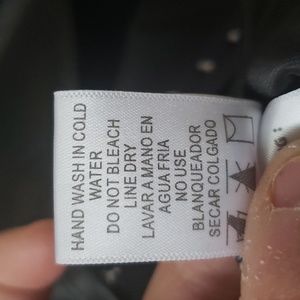 HAND WASH IN COLD
WATER
DO NOT BLEACH
LINE DRY
LAVAR A MANO EN
AGUA FRIA
NO USE
BLANQUEADOR
SECAR COLGADO